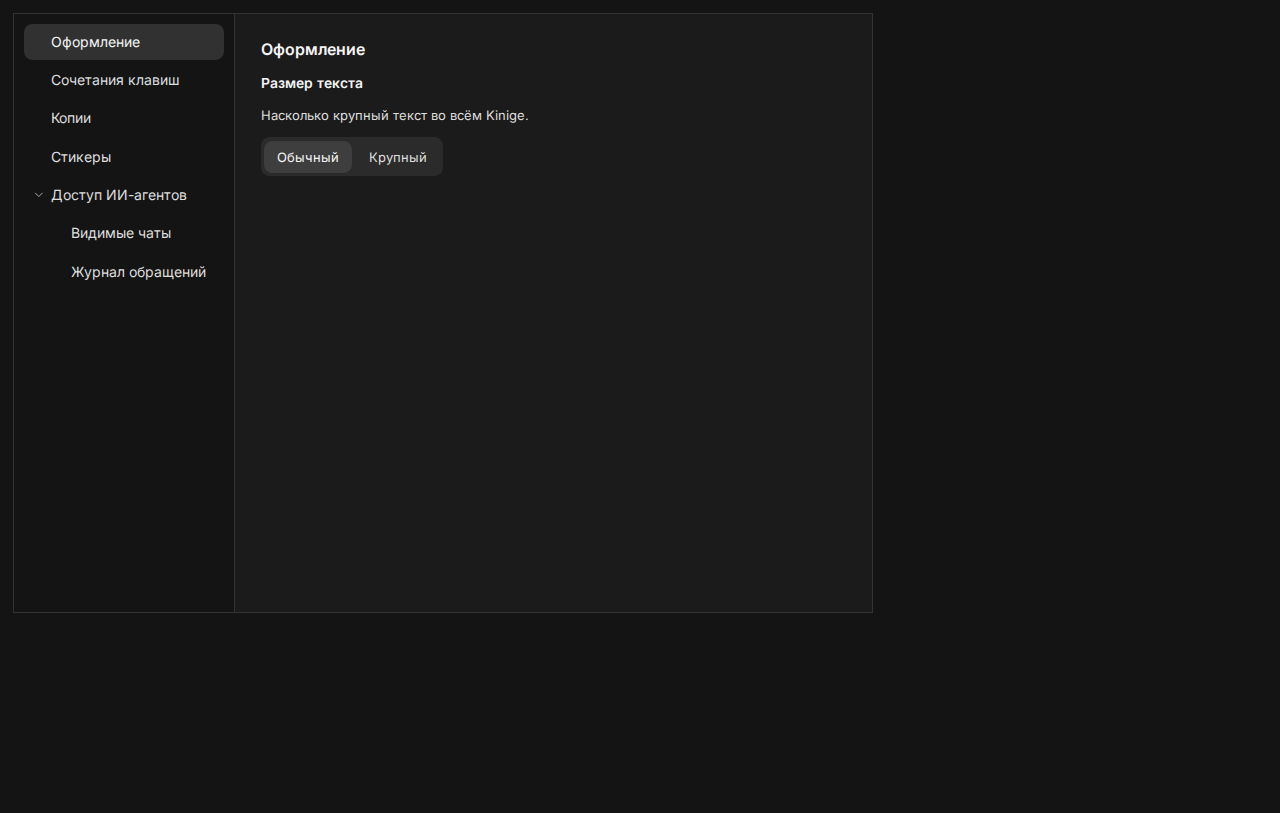 Оформление
Сочетания клавиш
Копии
Стикеры
Доступ ИИ-агентов
Видимые чаты
Журнал обращений
Оформление
Размер текста
Насколько крупный текст во всём Kinige.
Обычный Крупный